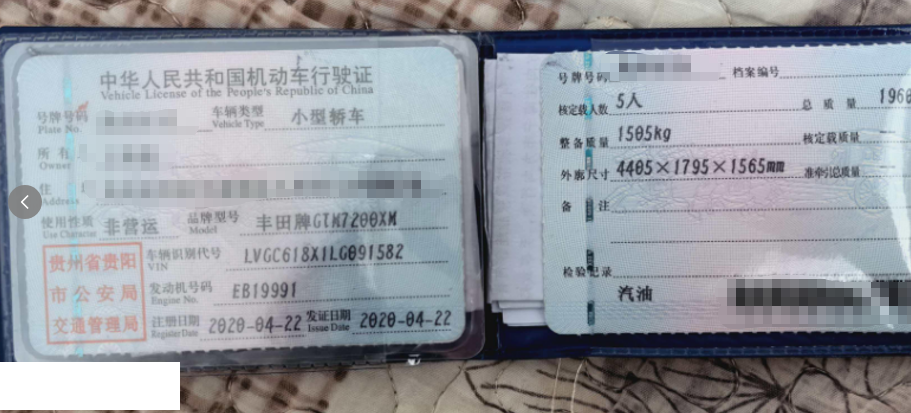 中华人民共和国机动车行驶证
Vehicle License of the People's Republic of China
号牌号码
Plate No.
车辆类型
Vehicle Type
小型轿车
所有
Owner
住
Address
使用性质
Use Character
非营运
品牌型号
Model
丰田牌GTM7200XM
贵州省贵阳
市公安局
交通管理局
车辆识别代号
VIN
LVGC618X1LG091582
发动机号码
Engine No.
EB19991
注册日期
Register Date
2020-04-22
发证日期
Issue Date
2020-04-22
号牌号码
档案编号
核定载人数
5人
总质量
1960
整备质量
1505kg
核定载质量
外廓尺寸
4405×1795×1565mm
准牵引总质量
备注
检验记录
汽油